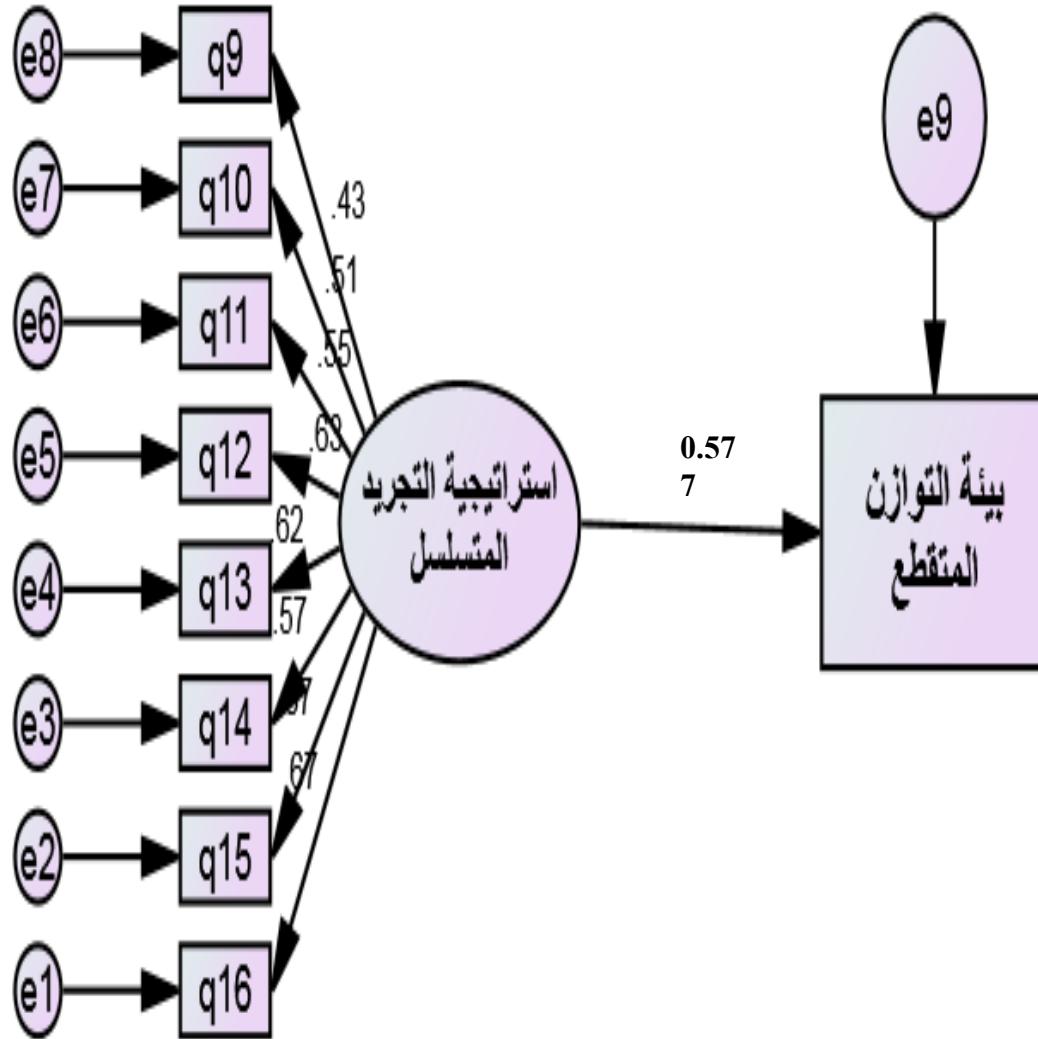 e8
q9
e9
e7
q10
.43
.51
e6
q11
.55
e5
q12
.63
0.57
7
استراتيجية التجريد
المتسلسل
بيئة التوازن
المتقطع
.62
e4
q13
.57
e3
q14
e2
q15
.67
e1
q16